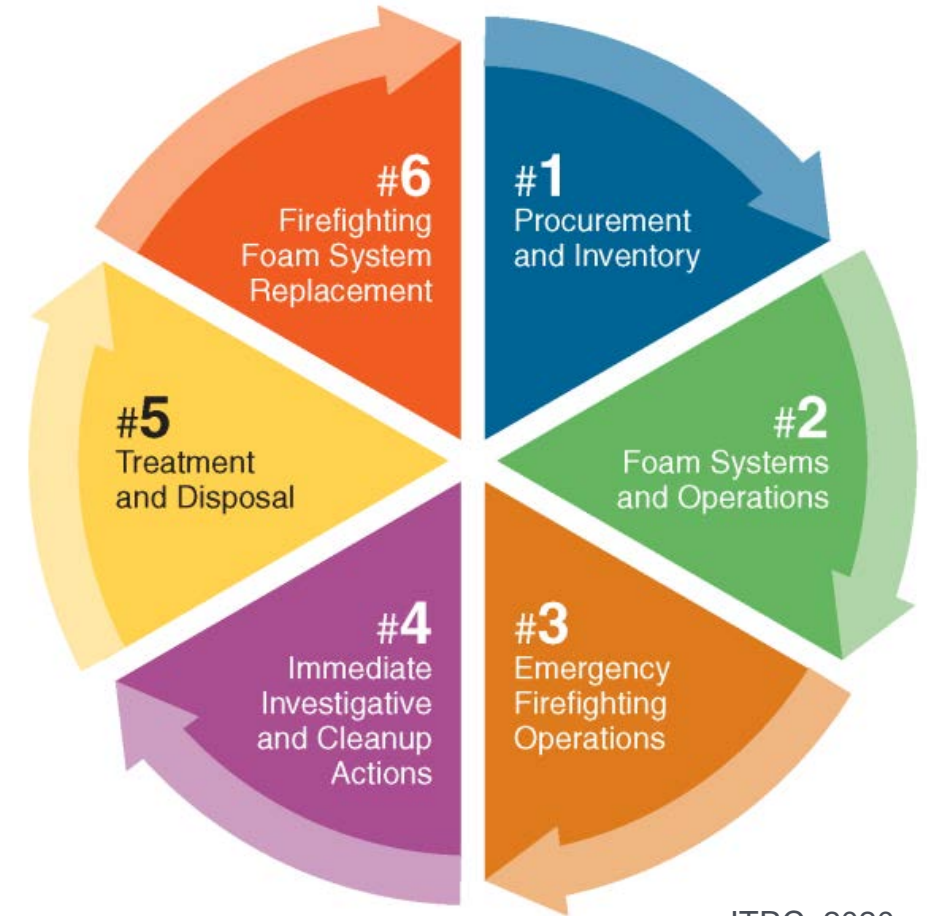 #1
Procurement
and Inventory
#2
Foam Systems
and Operations
#3
Emergency
Firefighting
Operations
#4
Immediate
Investigative
and Cleanup
Actions
#5
Treatment
and Disposal
#6
Firefighting
Foam System
Replacement